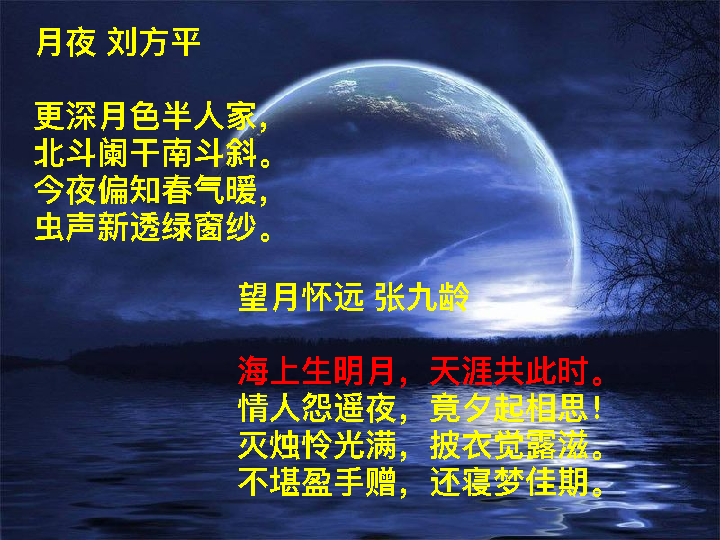 月夜 刘方平
更深月色半人家，
北斗阑干南斗斜。
今夜偏知春气暖，
虫声新透绿窗纱。
望月怀远 张九龄
海上生明月，天涯共此时。
情人怨遥夜，竟夕起相思！
灭烛怜光满，披衣觉露滋。
不堪盈手赠，还寝梦佳期。